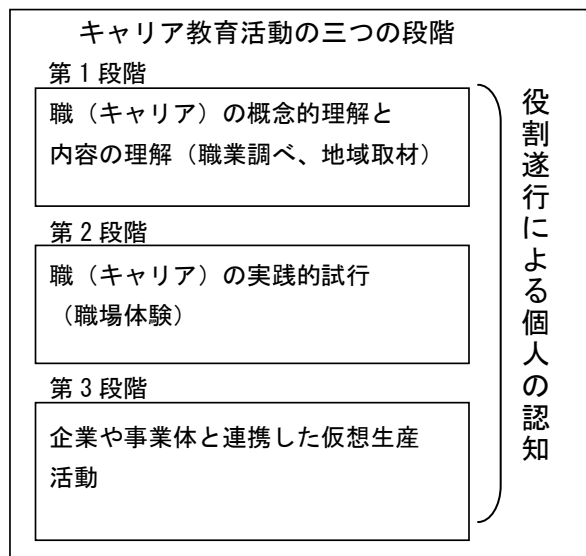 キャリア教育活動の三つの段階
第1段階
職（キャリア）の概念的理解と
内容の理解（職業調べ、地域取材）
第2段階
職（キャリア）の実践的試行
（職場体験）
第3段階
企業や事業体と連携した仮想生産
活動
役割遂行による個人の認知